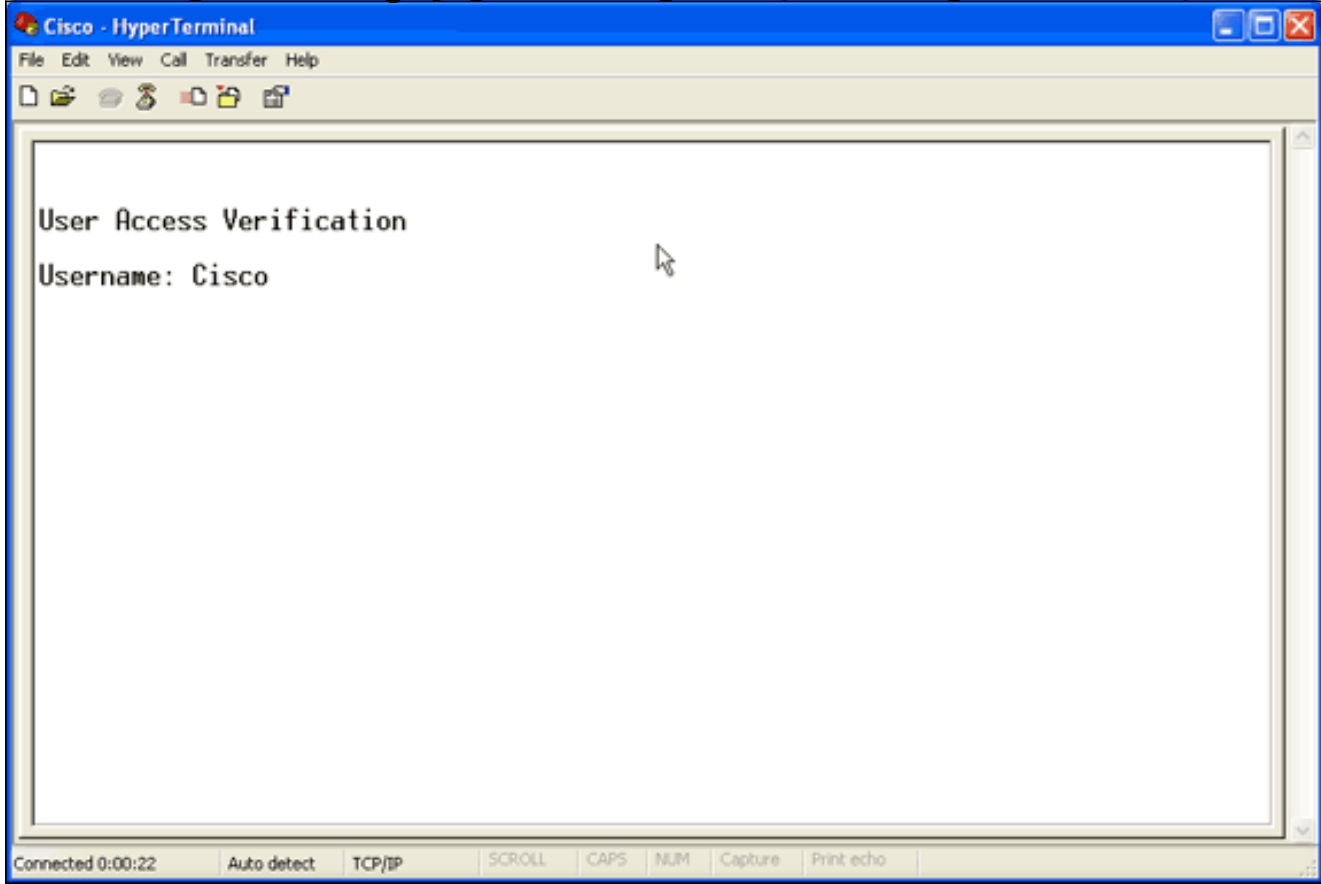 Cisco - HyperTerminal
File Edit View Call Transfer Help
User Access Verification
Username: Cisco
Connected 0:00:22 Auto detect TCP/IP SCROLL CAPS NUM Capture Print echo